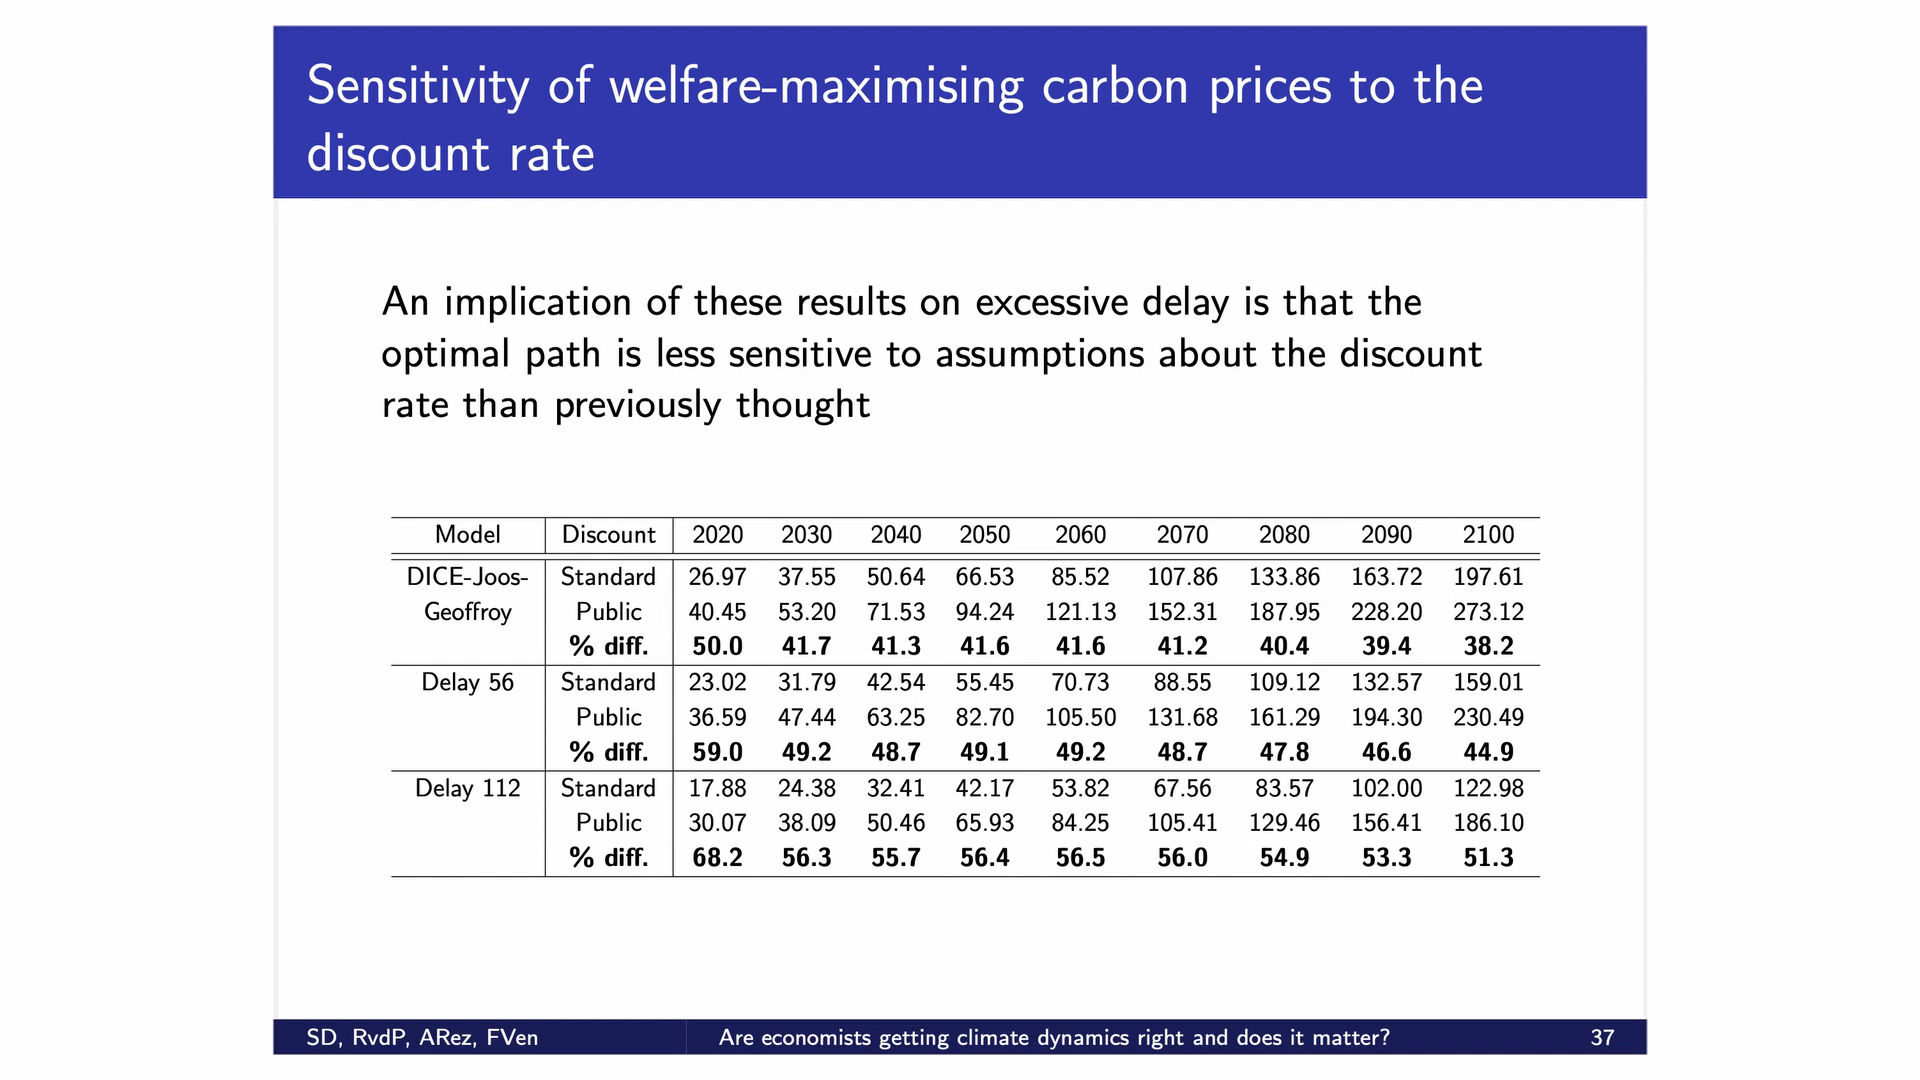 Sensitivity of welfare-maximising carbon prices to the
discount rate
An implication of these results on excessive delay is that the
optimal path is less sensitive to assumptions about the discount
rate than previously thought
Model Discount 2020 2030 2040 2050 2060 2070 2080 2090 2100
DICE-Joos- Standard 26.97 37.55 50.64 66.53 85.52 107.86 133.86 163.72 197.61
Geoffroy Public 40.45 53.20 71.53 94.24 121.13 152.31 187.95 228.20 273.12
% diff. 50.0 41.7 41.3 41.6 41.6 41.2 40.4 39.4 38.2
Delay 56 Standard 23.02 31.79 42.54 55.45 70.73 88.55 109.12 132.57 159.01
Public 36.59 47.44 63.25 82.70 105.50 131.68 161.29 194.30 230.49
% diff. 59.0 49.2 48.7 49.1 49.2 48.7 47.8 46.6 44.9
Delay 112 Standard 17.88 24.38 32.41 42.17 53.82 67.56 83.57 102.00 122.98
Public 30.07 38.09 50.46 65.93 84.25 105.41 129.46 156.41 186.10
% diff. 68.2 56.3 55.7 56.4 56.5 56.0 54.9 53.3 51.3
SD, RvdP, ARez, FVen Are economists getting climate dynamics right and does it matter? 37